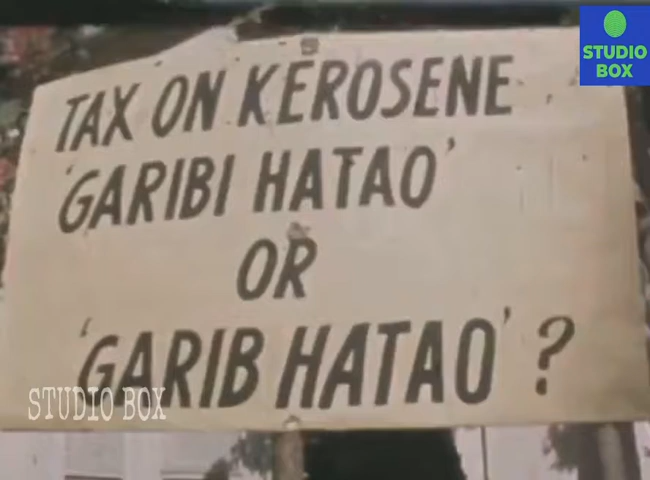 STUDIO
BOX
TAX ON KEROSENE
'GARIBI HATAO'
OR
'GARIB HATAO' ?
STUDIO BOX